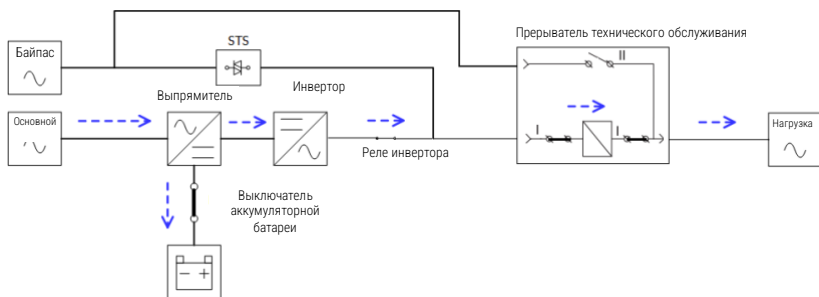 Прерыватель технического обслуживания
STS
Байпас
II
Выпрямитель
Инвертор
Основной
I
I
Нагрузка
Реле инвертора
Выключатель
аккумуляторной
батареи